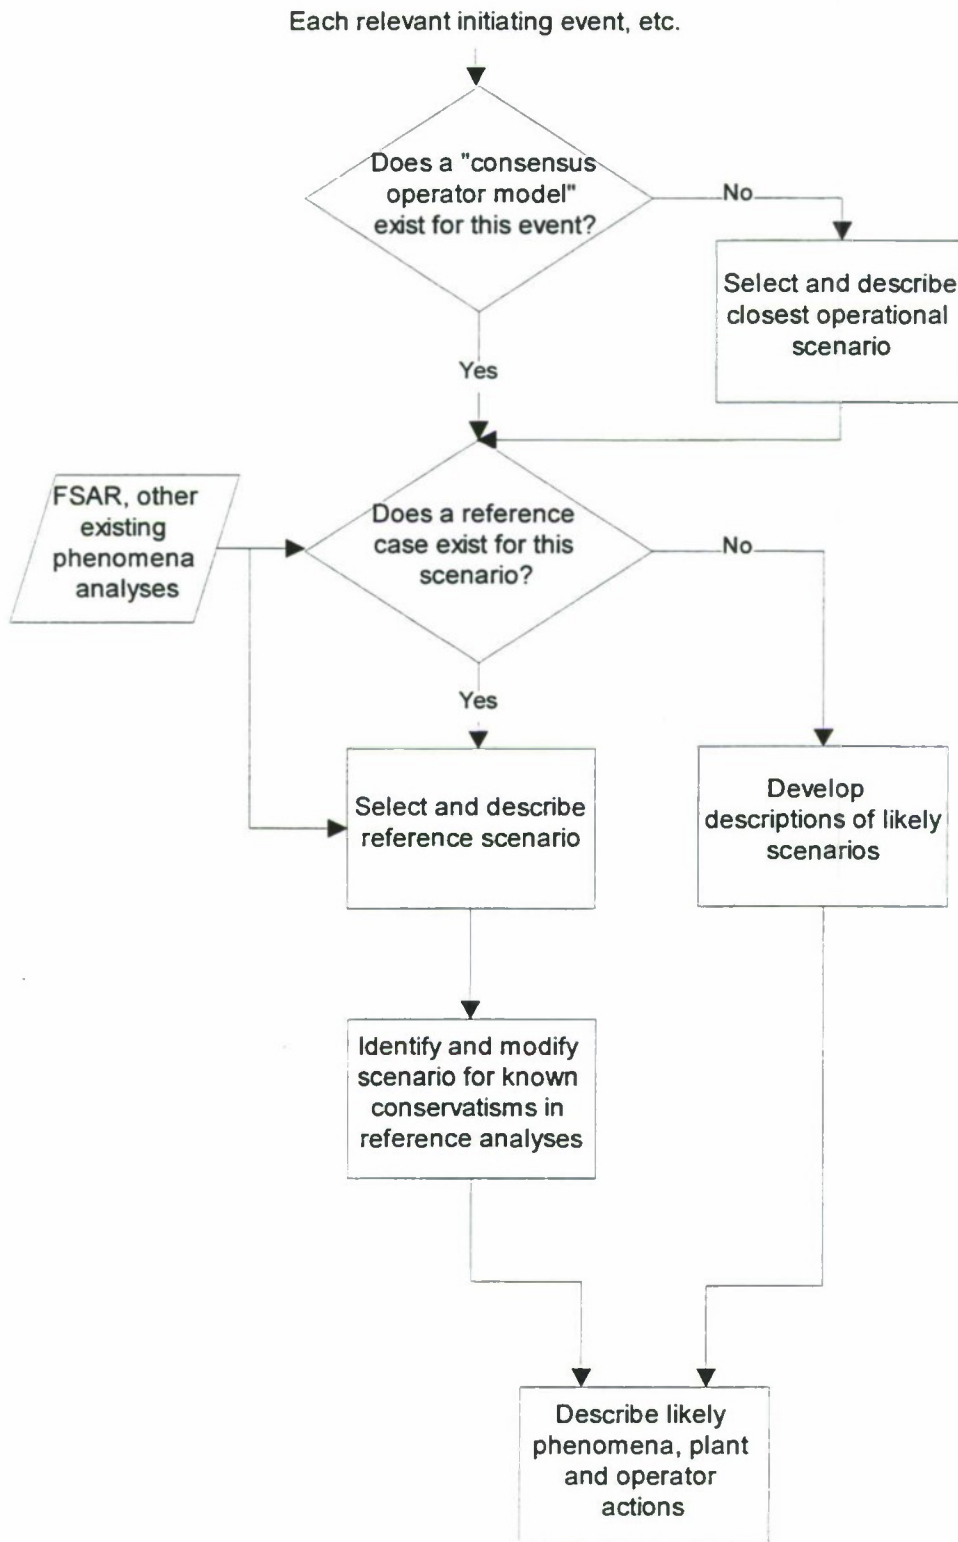 Each relevant initiating event, etc.
Does a "consensus
operator model"
exist for this event?
No
Select and describe
closest operational
scenario
Yes
FSAR, other
existing
phenomena
analyses
Does a reference
case exist for this
scenario?
No
Yes
Select and describe
reference scenario
Develop
descriptions of likely
scenarios
Identify and modify
scenario for known
conservatisms in
reference analyses
Describe likely
phenomena, plant
and operator
actions